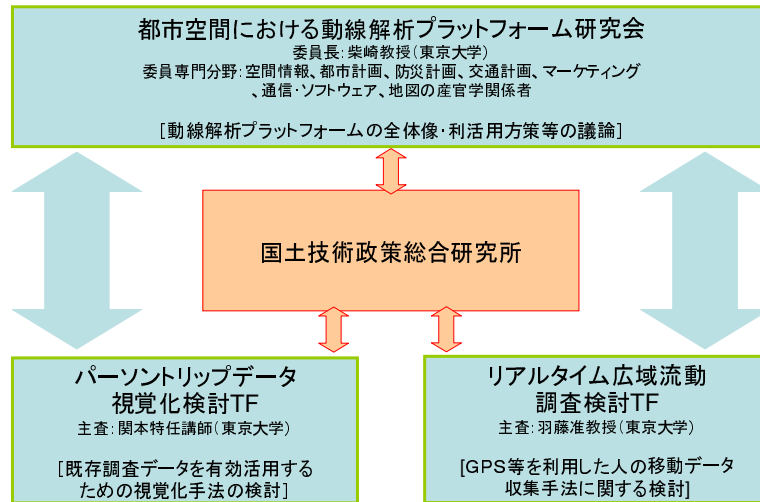 都市空間における動線解析プラットフォーム研究会
委員長：柴崎教授（東京大学）
委員専門分野：空間情報、都市計画、防災計画、交通計画、マーケティング
、通信・ソフトウェア、地図の産官学関係者
［動線解析プラットフォームの全体像・利活用方策等の議論］
国土技術政策総合研究所
パーソントリップデータ
視覚化検討TF
主査：関本特任講師（東京大学）
［既存調査データを有効活用する
ための視覚化手法の検討］
リアルタイム広域流動
調査検討TF
主査：羽藤准教授（東京大学）
［GPS等を利用した人の移動データ
収集手法に関する検討］